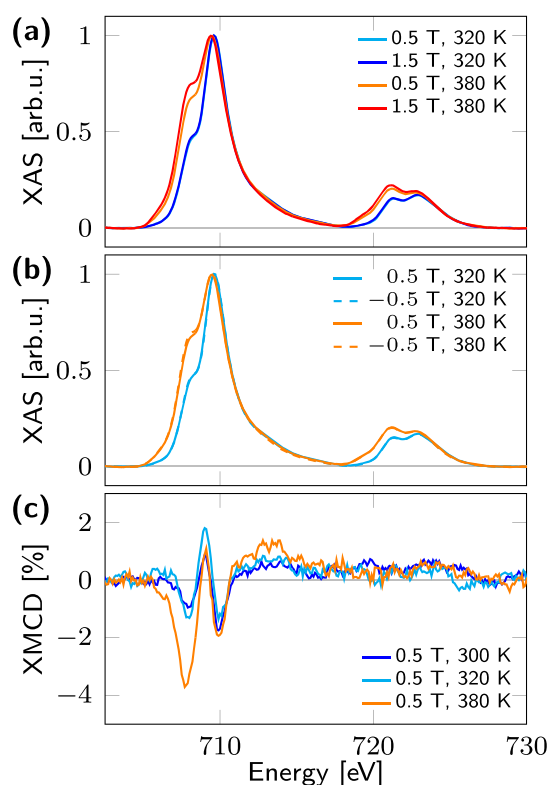 (a)
XAS [arb.u.]
1
0.5
0
0.5 T, 320 K
1.5 T, 320 K
0.5 T, 380 K
1.5 T, 380 K
(b)
XAS [arb.u.]
1
0.5
0
0.5 T, 320 K
−0.5 T, 320 K
0.5 T, 380 K
−0.5 T, 380 K
(c)
XMCD [%]
2
0
−2
−4
0.5 T, 300 K
0.5 T, 320 K
0.5 T, 380 K
710 720 730
Energy [eV]